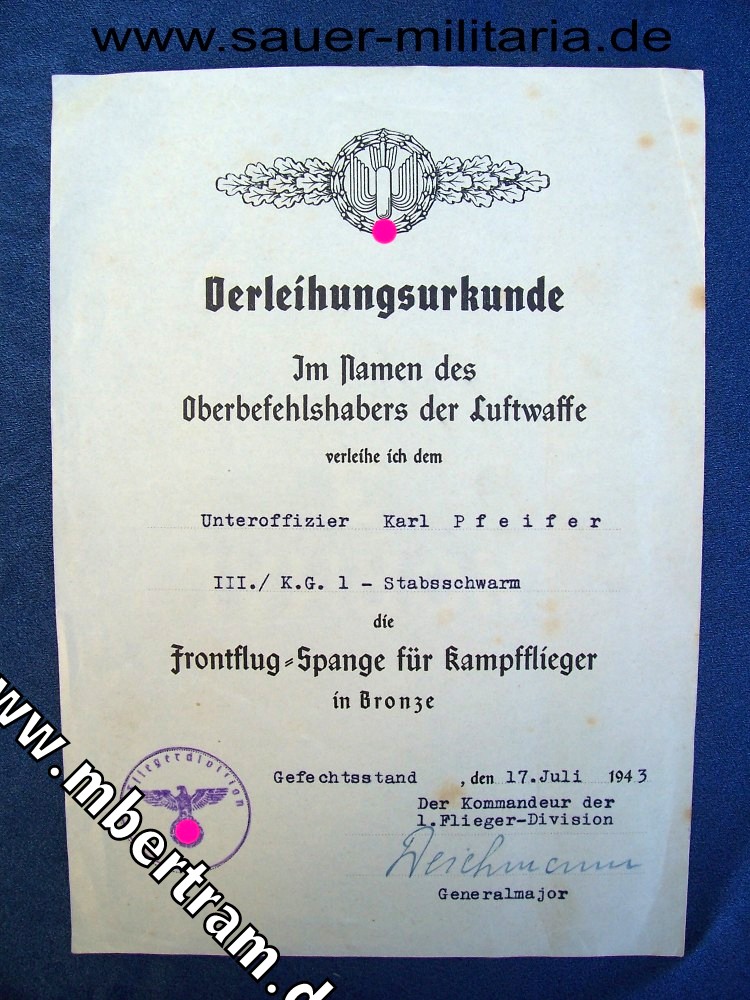 www.sauer-militaria.de
Verleihungsurkunde
Im Namen des
Oberbefehlshabers der Luftwaffe
verleihe ich dem
Unteroffizier Karl Pfeifer
III./ K.G. 1 - Stabsschwarm
die
Frontflug-Spange für Kampfflieger
in Bronze
Gefechtsstand , den 17.Juli 1943
Der Kommandeur der
1.Flieger-Division
Deichmann
Generalmajor
fliegerdivision
www.mbertram.d